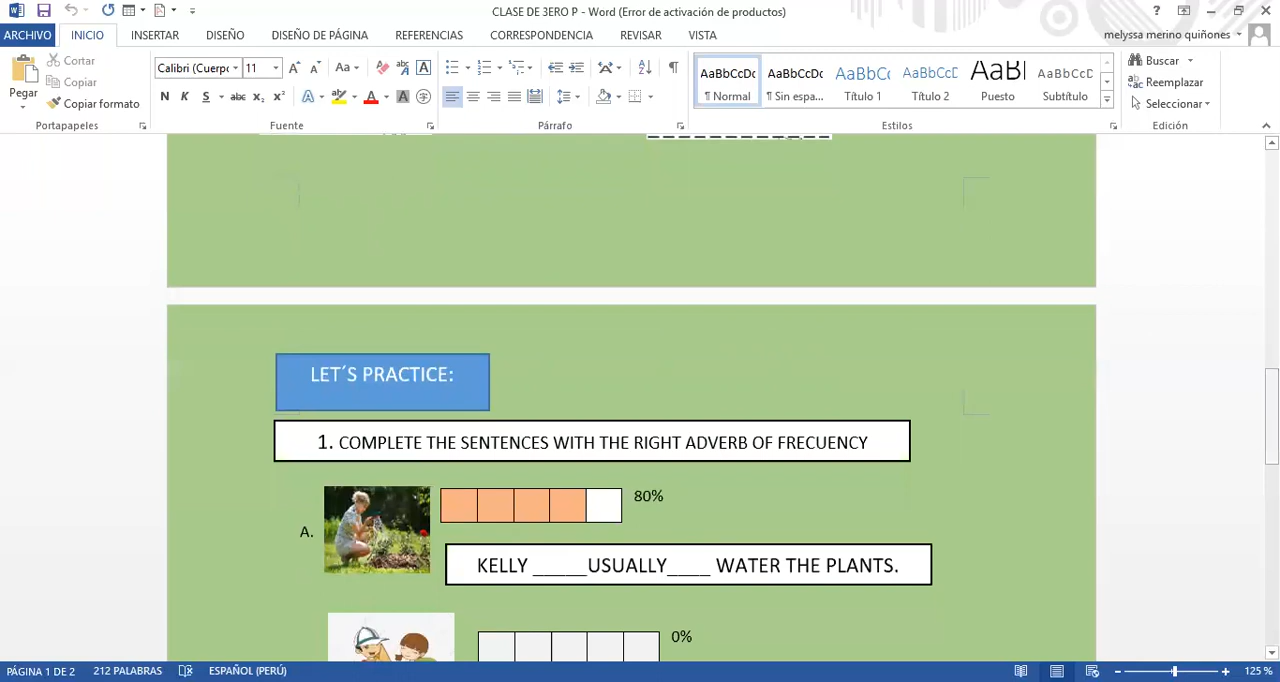 CLASE DE 3ERO P - Word (Error de activación de productos)
ARCHIVO INICIO INSERTAR DISEÑO DISEÑO DE PÁGINA REFERENCIAS CORRESPONDENCIA REVISAR VISTA melyssa merino quiñones
Pegar
Cortar
Copiar
Copiar formato
Portapapeles
Calibri (Cuerpo 11
N K S abc x₂ x²
Fuente
Párrafo
AaBbCcDc AaBbCcDc AaBbCc AaBbCcD AaBl AaBbCcD
¶ Normal ¶ Sin espa... Título 1 Título 2 Puesto Subtítulo
Estilos
Buscar
Reemplazar
Seleccionar
Edición
LET´S PRACTICE:
1. COMPLETE THE SENTENCES WITH THE RIGHT ADVERB OF FRECUENCY
80%
A.
KELLY _____USUALLY____ WATER THE PLANTS.
0%
PÁGINA 1 DE 2 212 PALABRAS ESPAÑOL (PERÚ) 125 %